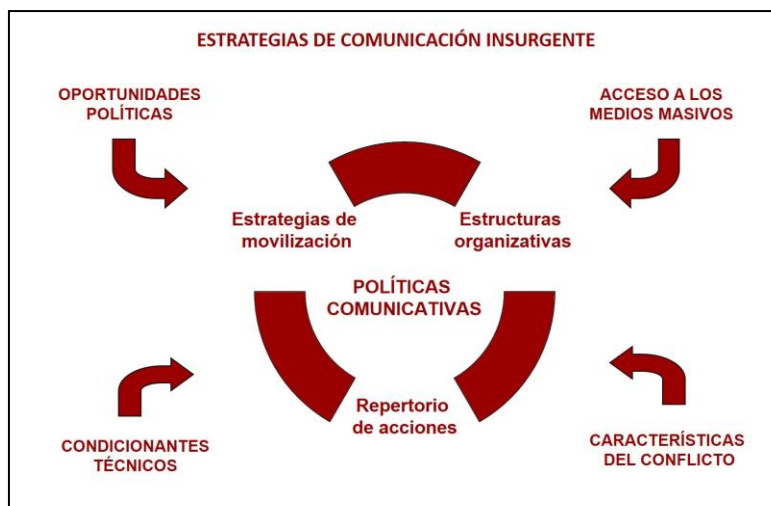 ESTRATEGIAS DE COMUNICACIÓN INSURGENTE
OPORTUNIDADES
POLÍTICAS
ACCESO A LOS
MEDIOS MASIVOS
Estrategias de
movilización
Estructuras
organizativas
POLÍTICAS
COMUNICATIVAS
Repertorio
de acciones
CONDICIONANTES
TÉCNICOS
CARACTERÍSTICAS
DEL CONFLICTO